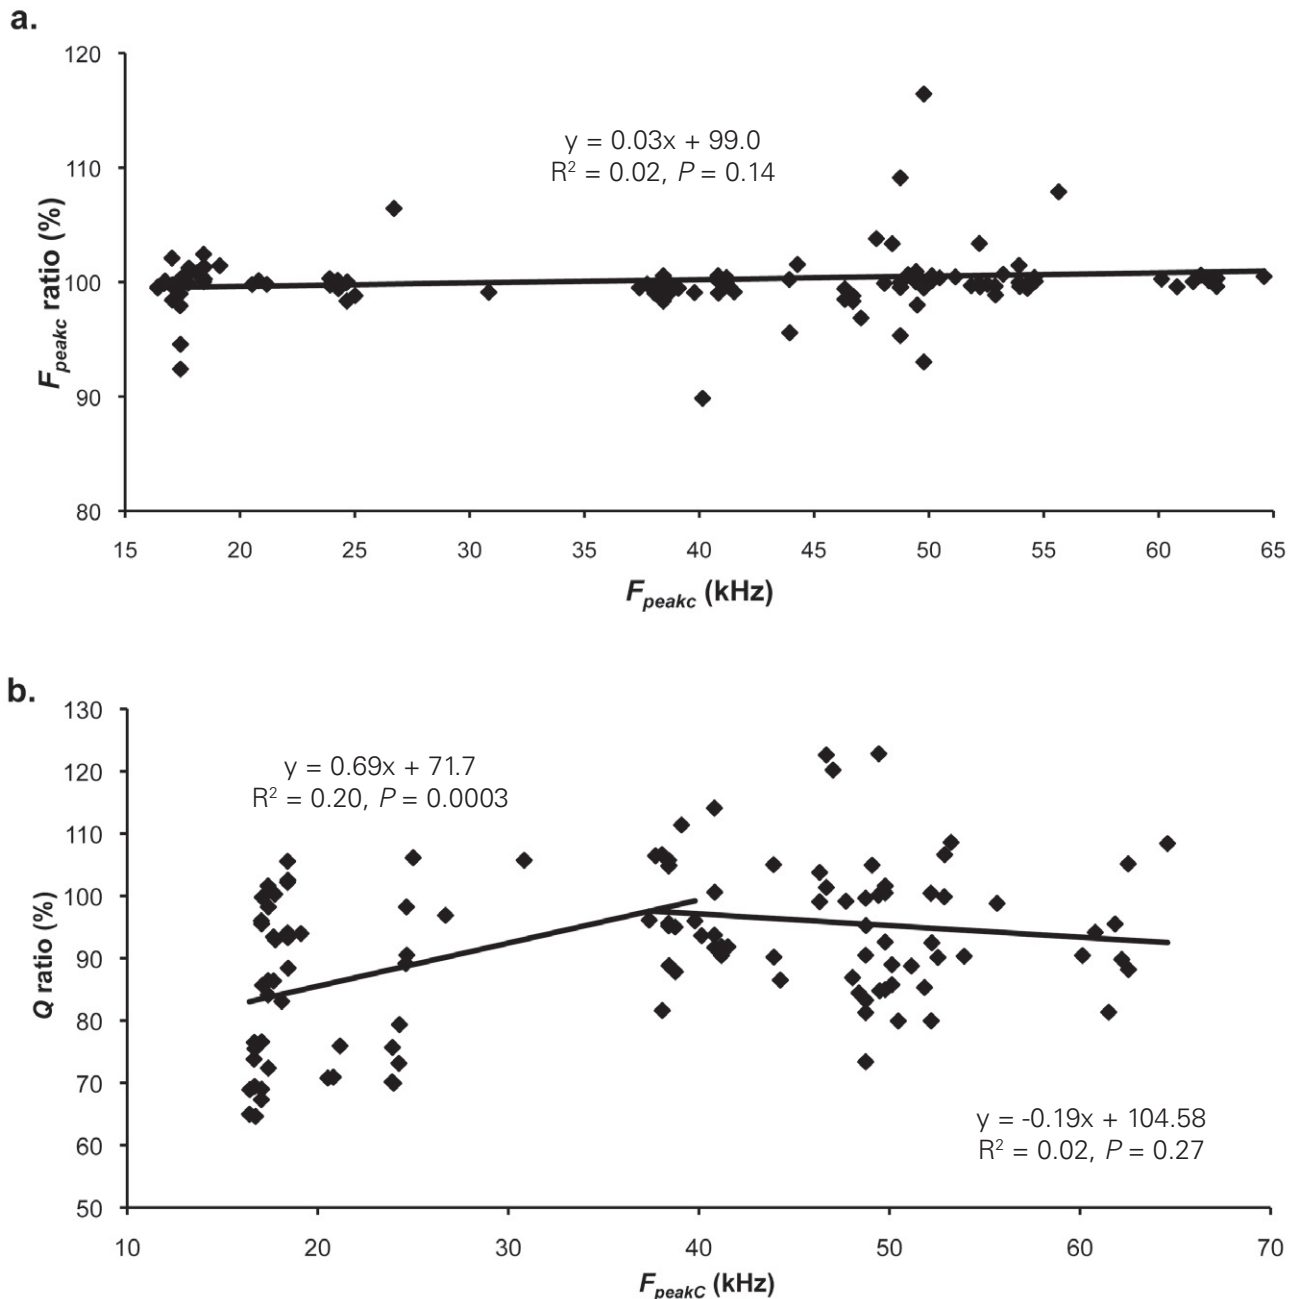 a.
120
110
100
90
80
y = 0.03x + 99.0
R² = 0.02, P = 0.14
F_peakc ratio (%)
15 20 25 30 35 40 45 50 55 60 65
F_peakc (kHz)
b.
130
120
110
100
90
80
70
60
50
y = 0.69x + 71.7
R² = 0.20, P = 0.0003
Q ratio (%)
y = -0.19x + 104.58
R² = 0.02, P = 0.27
10 20 30 40 50 60 70
F_peakC (kHz)